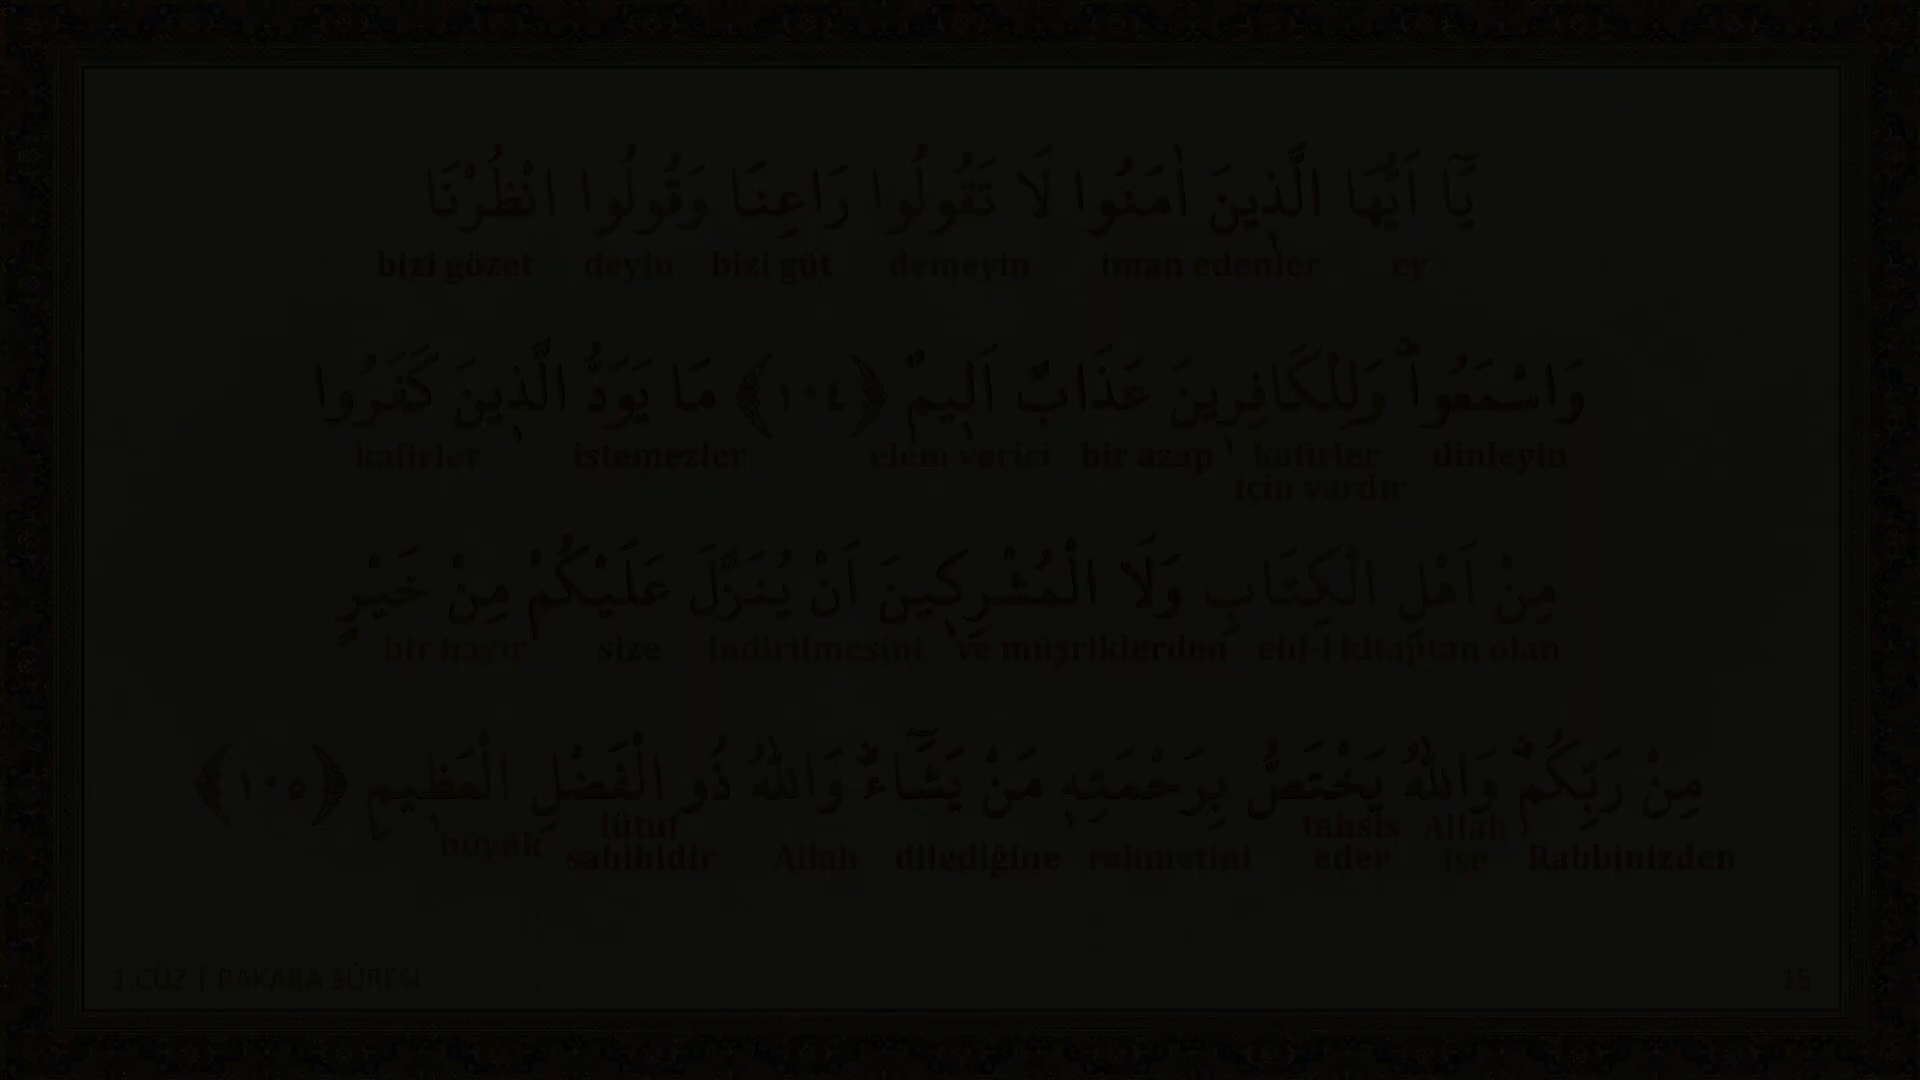 يَٓا اَيُّهَا الَّذ۪ينَ اٰمَنُوا لَا تَقُولُوا رَاعِنَا وَقُولُوا انْظُرْنَا
ey iman edenler demeyin bizi güt deyin bizi gözet
وَاسْمَعُواۜ وَلِلْكَافِر۪ينَ عَذَابٌ اَل۪يمٌ ﴿١٠٤﴾ مَا يَوَدُّ الَّذ۪ينَ كَفَرُوا
dinleyin kafirler bir azap elem verici istemezler kafirler
için vardır
مِنْ اَهْلِ الْكِتَابِ وَلَا الْمُشْرِك۪ينَ اَنْ يُنَزَّلَ عَلَيْكُمْ مِنْ خَيْرٍ
ehl-i kitaptan olan ve müşriklerden indirilmesini size bir hayır
مِنْ رَبِّكُمْۜ وَاللّٰهُ يَخْتَصُّ بِرَحْمَتِه۪ مَنْ يَشَٓاءُۜ وَاللّٰهُ ذُو الْفَضْلِ الْعَظ۪يمِ ﴿١٠٥﴾
Rabbinizden Allah ise tahsis eder rahmetini dilediğine Allah lütuf sahibidir büyük
1.CÜZ | BAKARA SÛRESİ
15